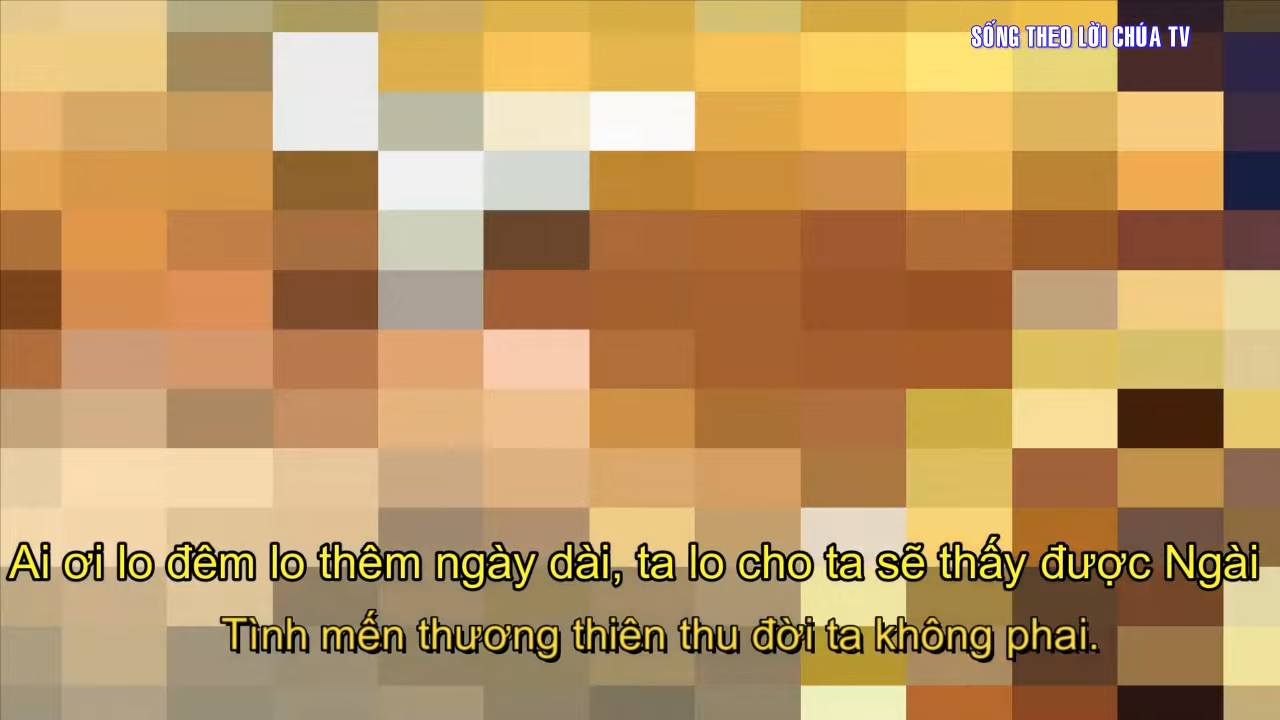 SỐNG THEO LỜI CHÚA TV
Ai ơi lo đêm lo thêm ngày dài, ta lo cho ta sẽ thấy được Ngài
Tình mến thương thiên thu đời ta không phai.